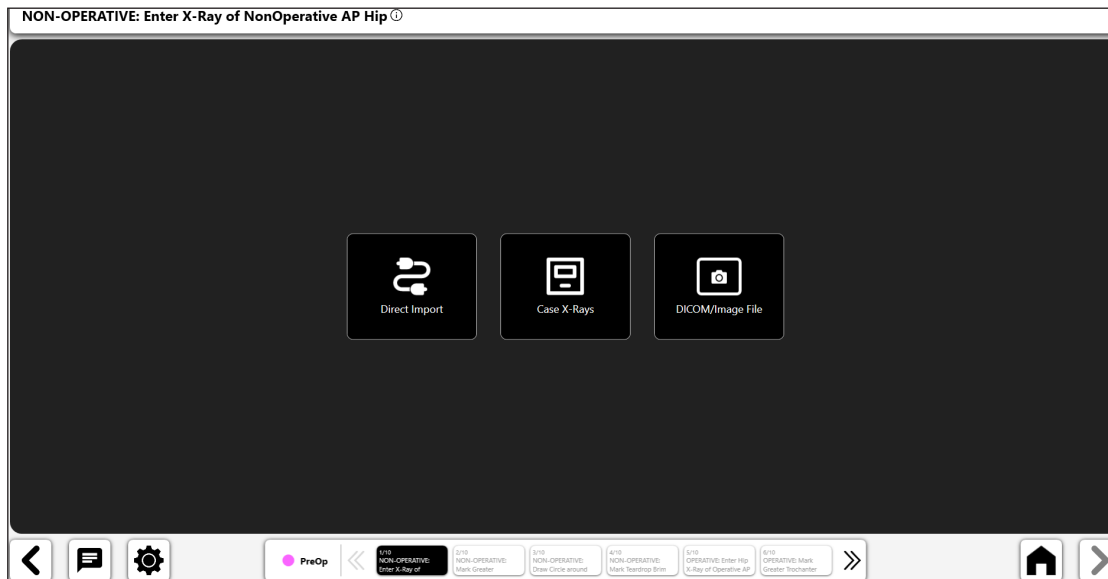 NON-OPERATIVE: Enter X-Ray of NonOperative AP Hip
Direct Import
Case X-Rays
DICOM/Image File
PreOp
1/10
NON-OPERATIVE:
Enter X-Ray of
2/10
NON-OPERATIVE:
Mark Greater
3/10
NON-OPERATIVE:
Draw Circle around
4/10
NON-OPERATIVE:
Mark Teardrop Brim
5/10
OPERATIVE: Enter Hip
X-Ray of Operative AP
6/10
OPERATIVE: Mark
Greater Trochanter